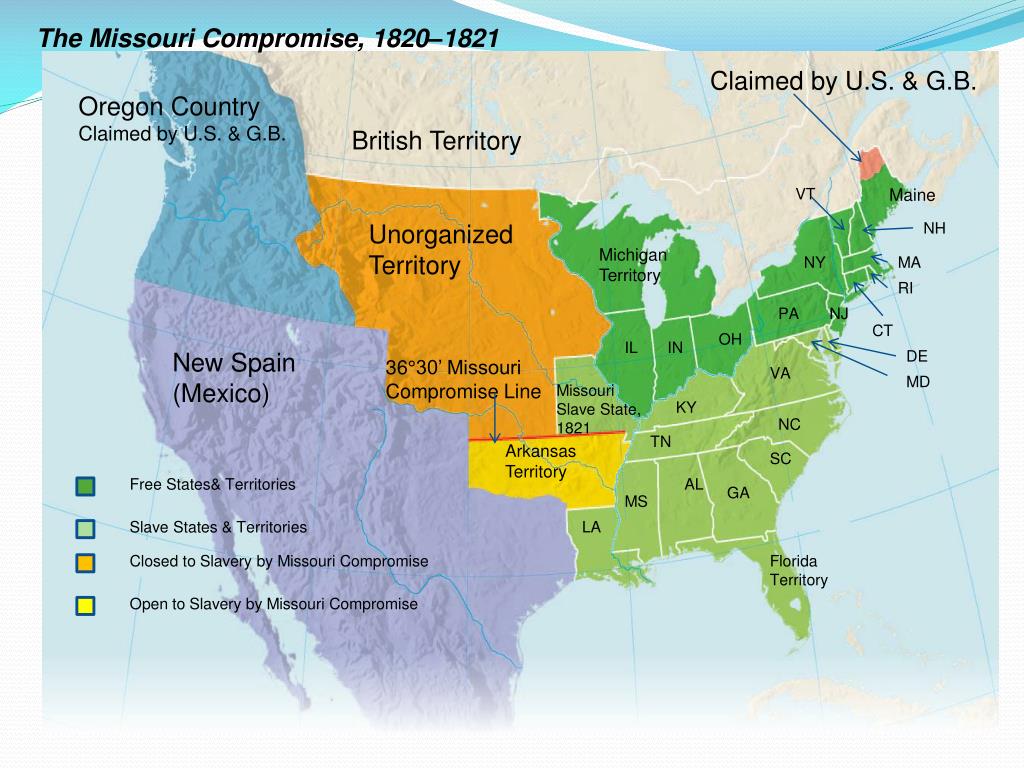 The Missouri Compromise, 1820–1821
Claimed by U.S. & G.B.
Oregon Country
Claimed by U.S. & G.B.
British Territory
VT
Maine
NH
Unorganized
Territory
Michigan
Territory
NY
MA
RI
PA
NJ
CT
IL
IN
OH
DE
New Spain
(Mexico)
36°30’ Missouri
Compromise Line
VA
MD
Missouri
Slave State,
1821
KY
NC
TN
Arkansas
Territory
SC
Free States& Territories
AL
GA
MS
Slave States & Territories
LA
Closed to Slavery by Missouri Compromise
Florida
Territory
Open to Slavery by Missouri Compromise